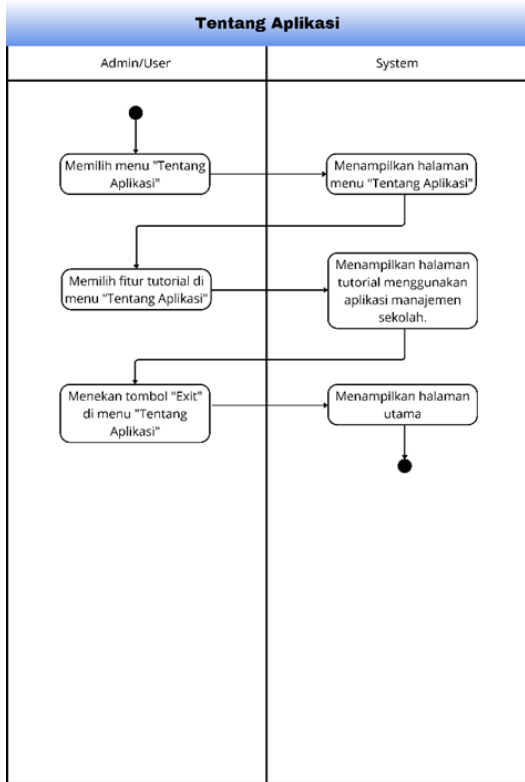 Tentang Aplikasi
Admin/User
System
Memilih menu "Tentang
Aplikasi"
Menampilkan halaman
menu "Tentang Aplikasi"
Memilih fitur tutorial di
menu "Tentang Aplikasi"
Menampilkan halaman
tutorial menggunakan
aplikasi manajemen
sekolah.
Menekan tombol "Exit"
di menu "Tentang
Aplikasi"
Menampilkan halaman
utama